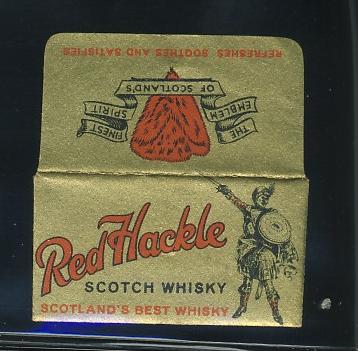 REFRESHES SOOTHES AND SATISFIES
THE EMBLEM
OF SCOTLAND'S
FINEST SPIRIT
Red Hackle
SCOTCH WHISKY
SCOTLAND'S BEST WHISKY